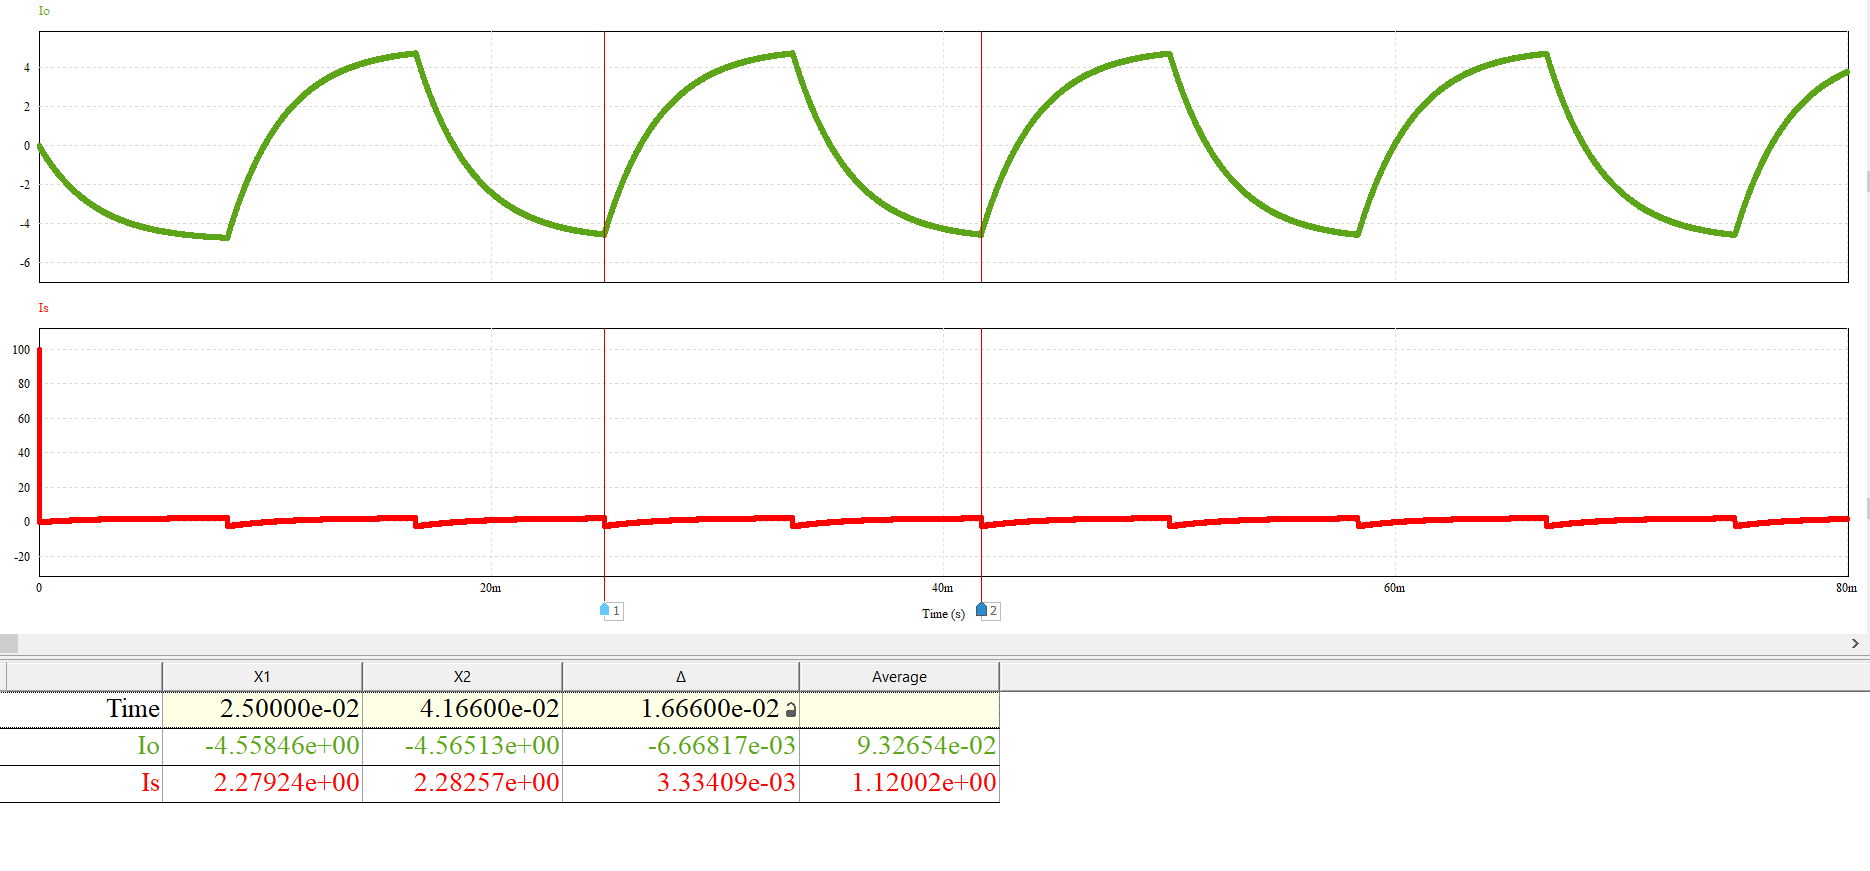 Io
4
2
0
-2
-4
-6
Is
100
80
60
40
20
0
-20
0 20m 40m 60m 80m
1 Time (s) 2
X1 X2 Δ Average
Time 2.50000e-02 4.16600e-02 1.66600e-02
Io -4.55846e+00 -4.56513e+00 -6.66817e-03 9.32654e-02
Is 2.27924e+00 2.28257e+00 3.33409e-03 1.12002e+00